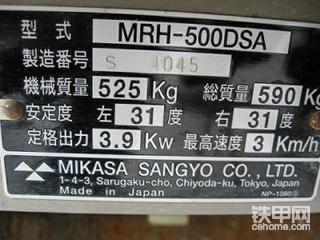 型式 MRH-500DSA
製造番号 S 4045
機械質量 525 Kg 総質量 590 Kg
安定度 左 31 度 右 31 度
定格出力 3.9 Kw 最高速度 3 Km/h
MIKASA SANGYO CO., LTD.
1-4-3, Sarugaku-cho, Chiyoda-ku, Tokyo, Japan
Made in Japan
铁甲网